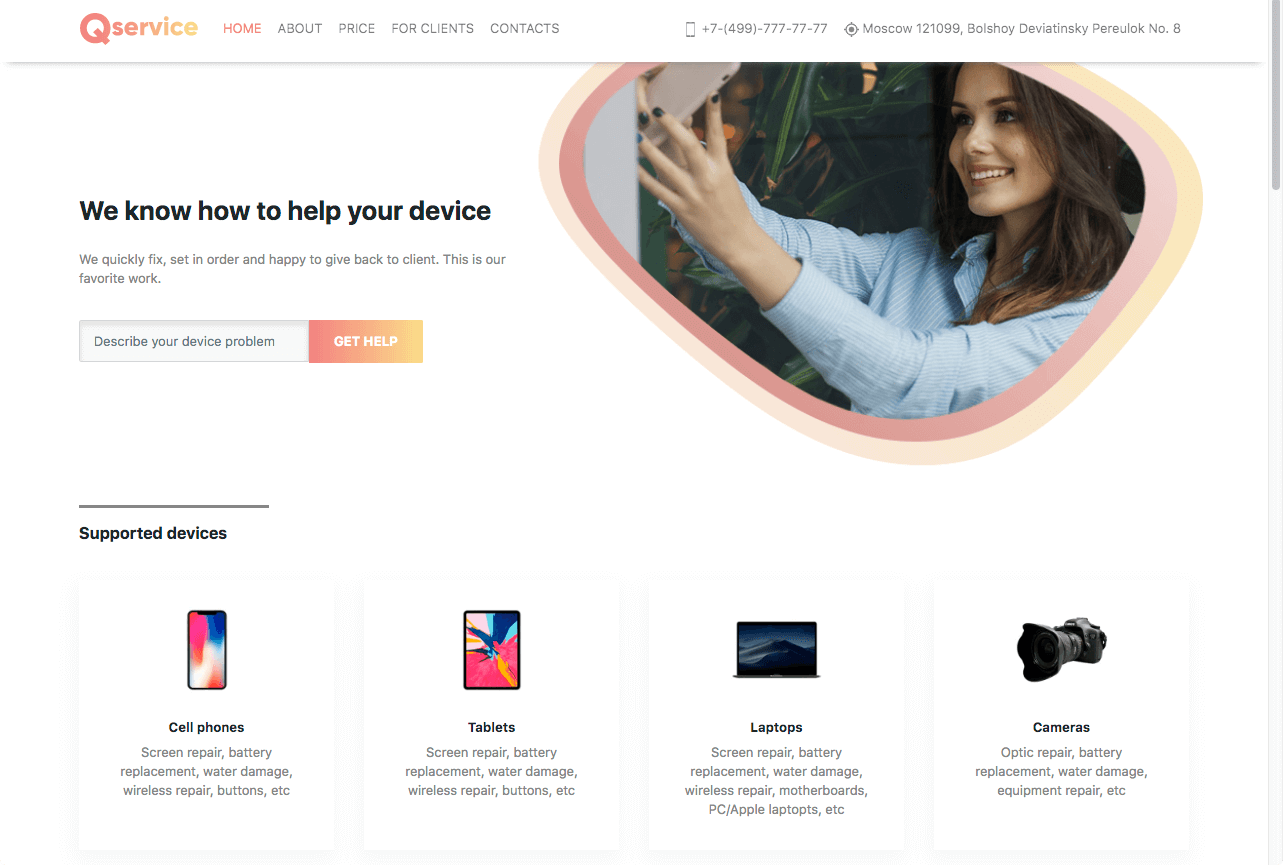 Qservice HOME ABOUT PRICE FOR CLIENTS CONTACTS +7-(499)-777-77-77 Moscow 121099, Bolshoy Deviatinsky Pereulok No. 8
We know how to help your device
We quickly fix, set in order and happy to give back to client. This is our
favorite work.
Describe your device problem GET HELP
Supported devices
Cell phones
Screen repair, battery
replacement, water damage,
wireless repair, buttons, etc
Tablets
Screen repair, battery
replacement, water damage,
wireless repair, buttons, etc
Laptops
Screen repair, battery
replacement, water damage,
wireless repair, motherboards,
PC/Apple laptopts, etc
Cameras
Optic repair, battery
replacement, water damage,
equipment repair, etc